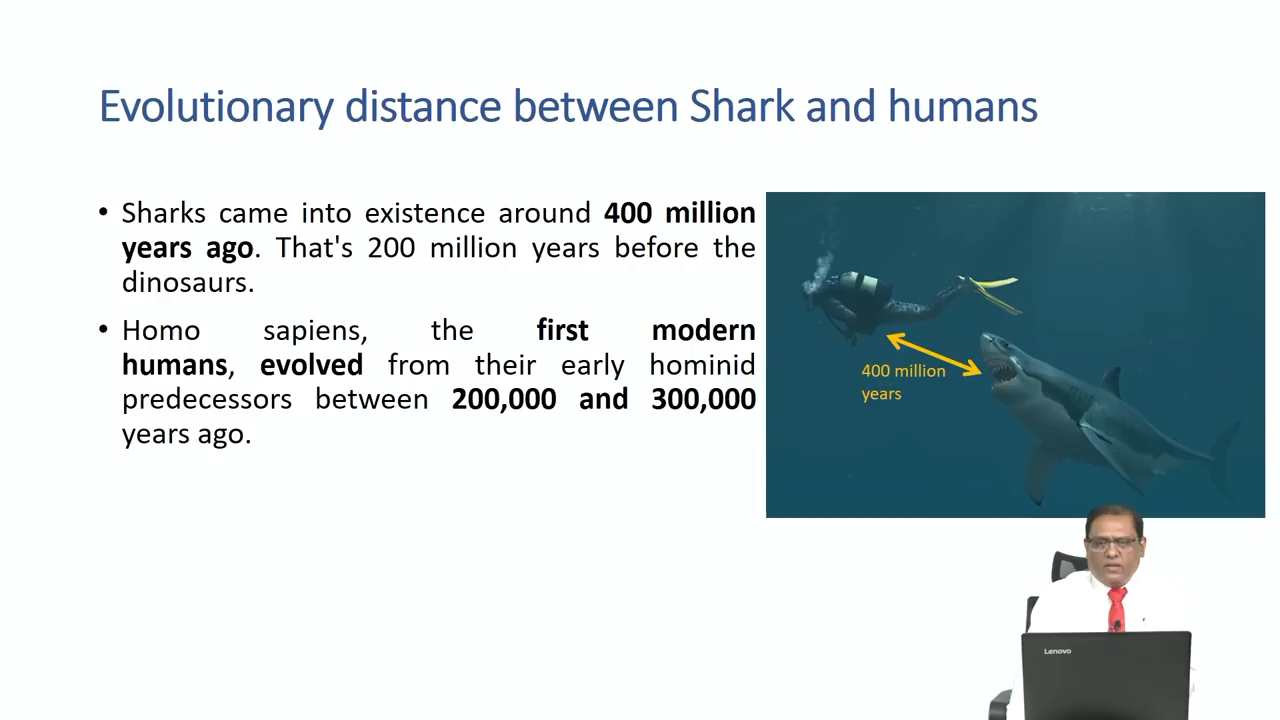 Evolutionary distance between Shark and humans
• Sharks came into existence around 400 million
years ago. That's 200 million years before the
dinosaurs.
• Homo sapiens, the first modern
humans, evolved from their early hominid
predecessors between 200,000 and 300,000
years ago.
400 million
years
Lenovo